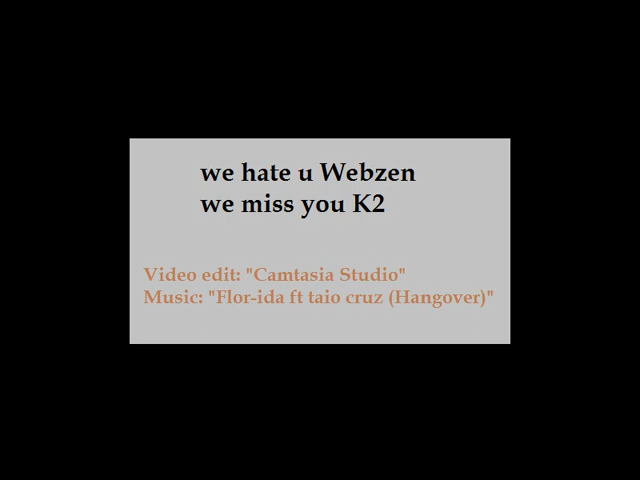 we hate u Webzen
we miss you K2
Video edit: "Camtasia Studio"
Music: "Flor-ida ft taio cruz (Hangover)"